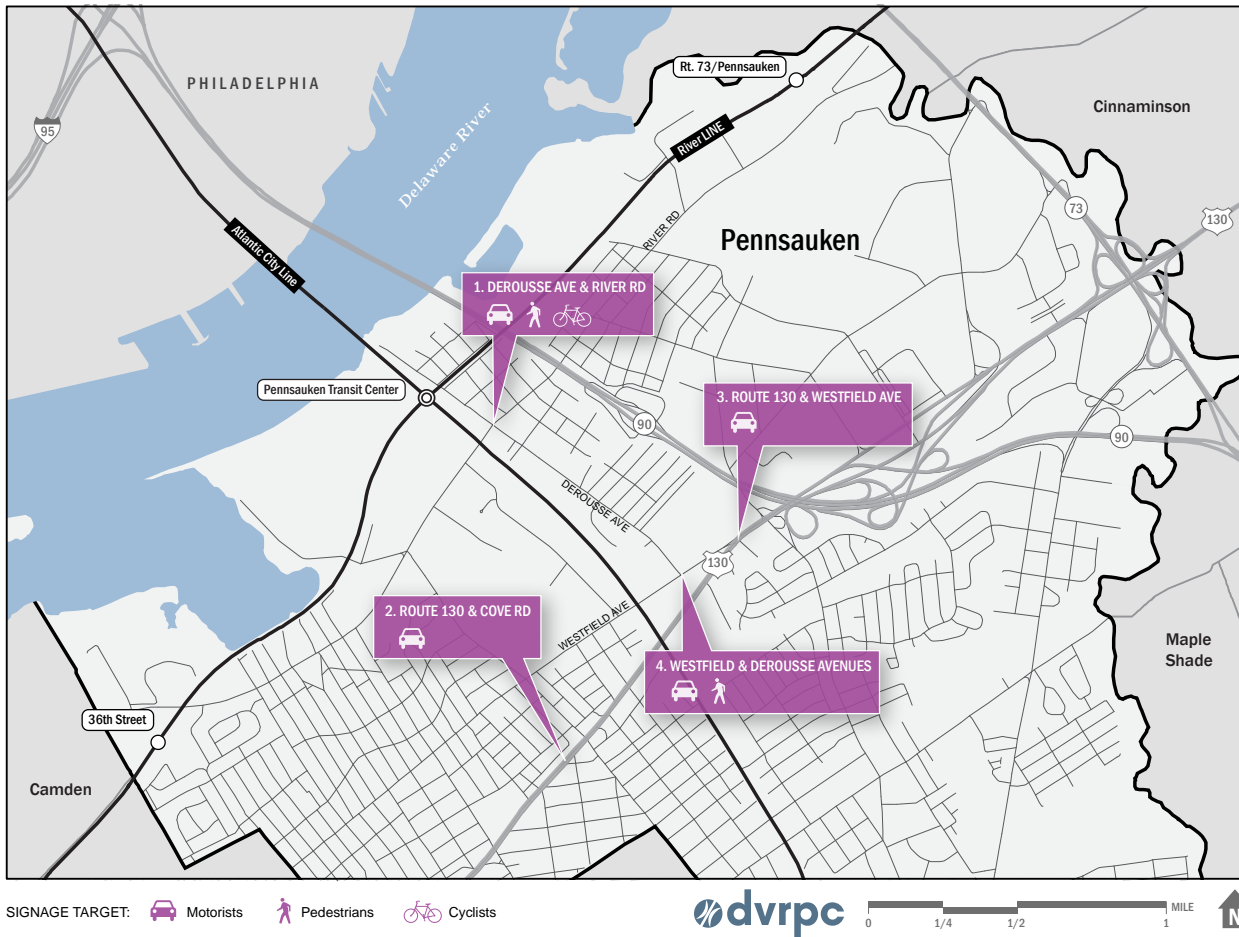 PHILADELPHIA
95
Delaware River
Atlantic City Line
River LINE
Rt. 73/Pennsauken
Cinnaminson
73
130
RIVER RD
Pennsauken
1. DEROUSSE AVE & RIVER RD
Pennsauken Transit Center
90
3. ROUTE 130 & WESTFIELD AVE
90
DEROUSSE AVE
130
2. ROUTE 130 & COVE RD
WESTFIELD AVE
4. WESTFIELD & DEROUSSE AVENUES
Maple
Shade
36th Street
Camden
SIGNAGE TARGET: Motorists Pedestrians Cyclists
dvrpc
MILE
0 1/4 1/2 1
N